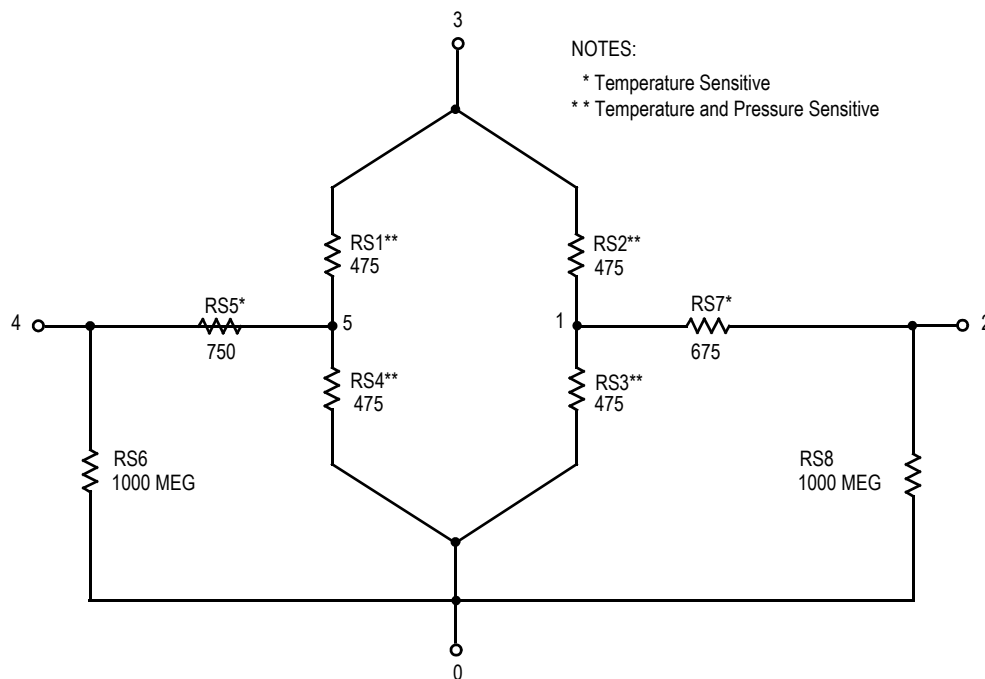 3
NOTES:
* Temperature Sensitive
* * Temperature and Pressure Sensitive
RS1**
475
RS2**
475
4
RS5*
750
5
1
RS7*
675
2
RS4**
475
RS3**
475
RS6
1000 MEG
RS8
1000 MEG
0